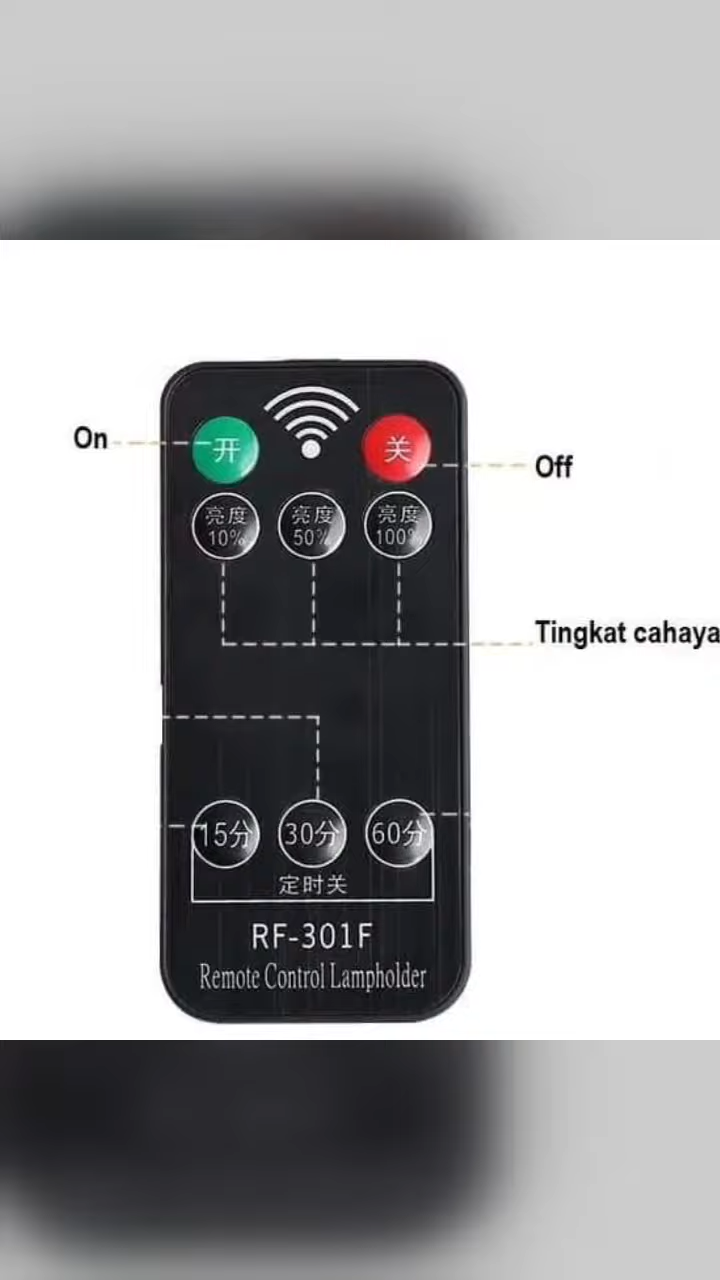 On
开
关
Off
亮度
10%
亮度
50%
亮度
100%
Tingkat cahaya
15分
30分
60分
定时关
RF-301F
Remote Control Lampholder